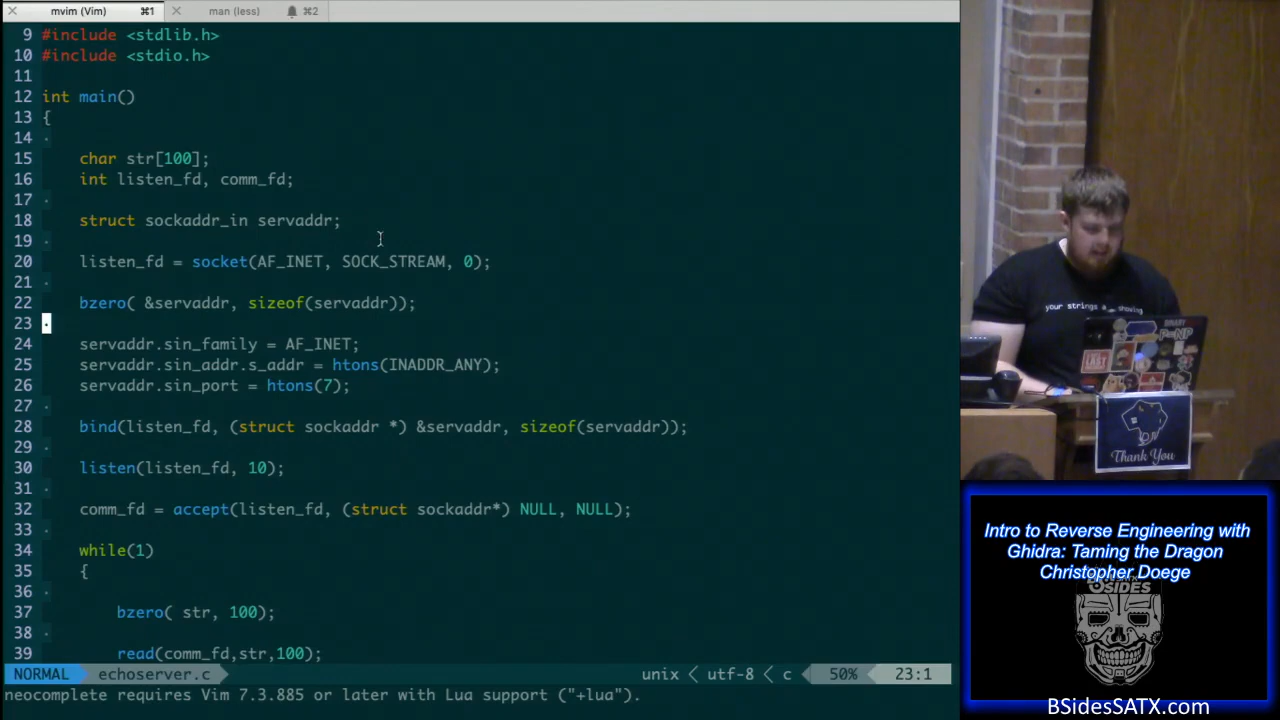 mvim (Vim) ⌘1 man (less) ⌘2
9 #include <stdlib.h>
10 #include <stdio.h>
11
12 int main()
13 {
14
15 char str[100];
16 int listen_fd, comm_fd;
17
18 struct sockaddr_in servaddr;
19
20 listen_fd = socket(AF_INET, SOCK_STREAM, 0);
21
22 bzero( &servaddr, sizeof(servaddr));
23
24 servaddr.sin_family = AF_INET;
25 servaddr.sin_addr.s_addr = htons(INADDR_ANY);
26 servaddr.sin_port = htons(7);
27
28 bind(listen_fd, (struct sockaddr *) &servaddr, sizeof(servaddr));
29
30 listen(listen_fd, 10);
31
32 comm_fd = accept(listen_fd, (struct sockaddr*) NULL, NULL);
33
34 while(1)
35 {
36
37 bzero( str, 100);
38
39 read(comm_fd,str,100);
NORMAL echoserver.c unix utf-8 c 50% 23:1
neocomplete requires Vim 7.3.885 or later with Lua support ("+lua").
your strings a showing
P=NP
Thank You
Intro to Reverse Engineering with
Ghidra: Taming the Dragon
Christopher Doege
BSIDES
BSidesSATX.com